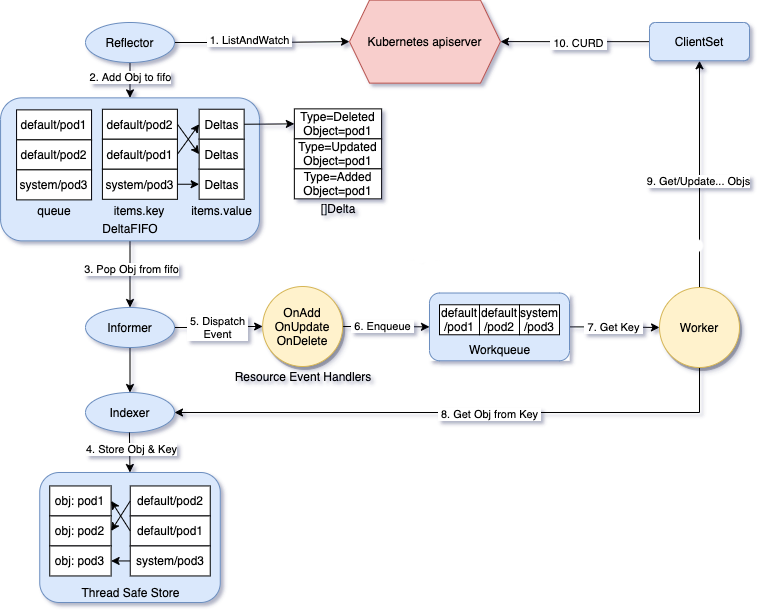 Reflector
1. ListAndWatch
Kubernetes apiserver
10. CURD
ClientSet
2. Add Obj to fifo
default/pod1
default/pod2
system/pod3
queue
default/pod2
default/pod1
system/pod3
items.key
Deltas
Deltas
Deltas
items.value
DeltaFIFO
Type=Deleted
Object=pod1
Type=Updated
Object=pod1
Type=Added
Object=pod1
[]Delta
9. Get/Update... Objs
3. Pop Obj from fifo
Informer
5. Dispatch
Event
OnAdd
OnUpdate
OnDelete
Resource Event Handlers
6. Enqueue
default
/pod1
default
/pod2
system
/pod3
Workqueue
7. Get Key
Worker
Indexer
8. Get Obj from Key
4. Store Obj & Key
obj: pod1
obj: pod2
obj: pod3
default/pod2
default/pod1
system/pod3
Thread Safe Store